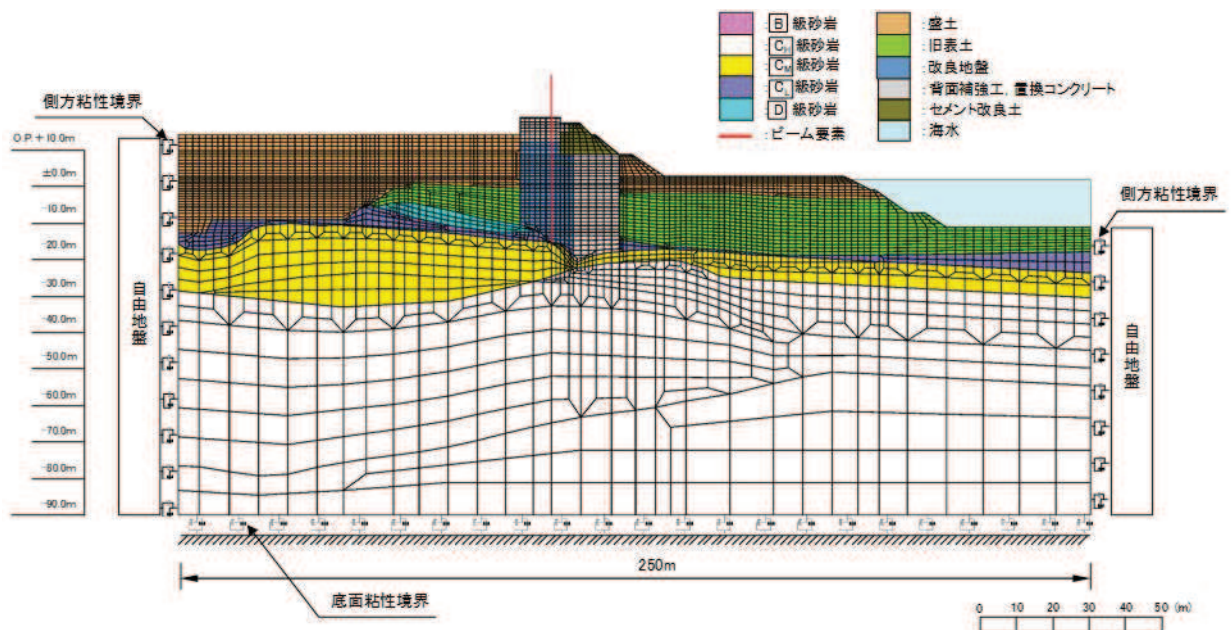 B 級砂岩
CH 級砂岩
CM 級砂岩
CL 級砂岩
D 級砂岩
:ビーム要素
:盛土
:旧表土
:改良地盤
:背面補強工, 置換コンクリート
:セメント改良土
:海水
側方粘性境界
O.P.+10.0m
±0.0m
-10.0m
-20.0m
-30.0m
-40.0m
-50.0m
-60.0m
-70.0m
-80.0m
-90.0m
自由地盤
側方粘性境界
自由地盤
250m
底面粘性境界
0 10 20 30 40 50 (m)